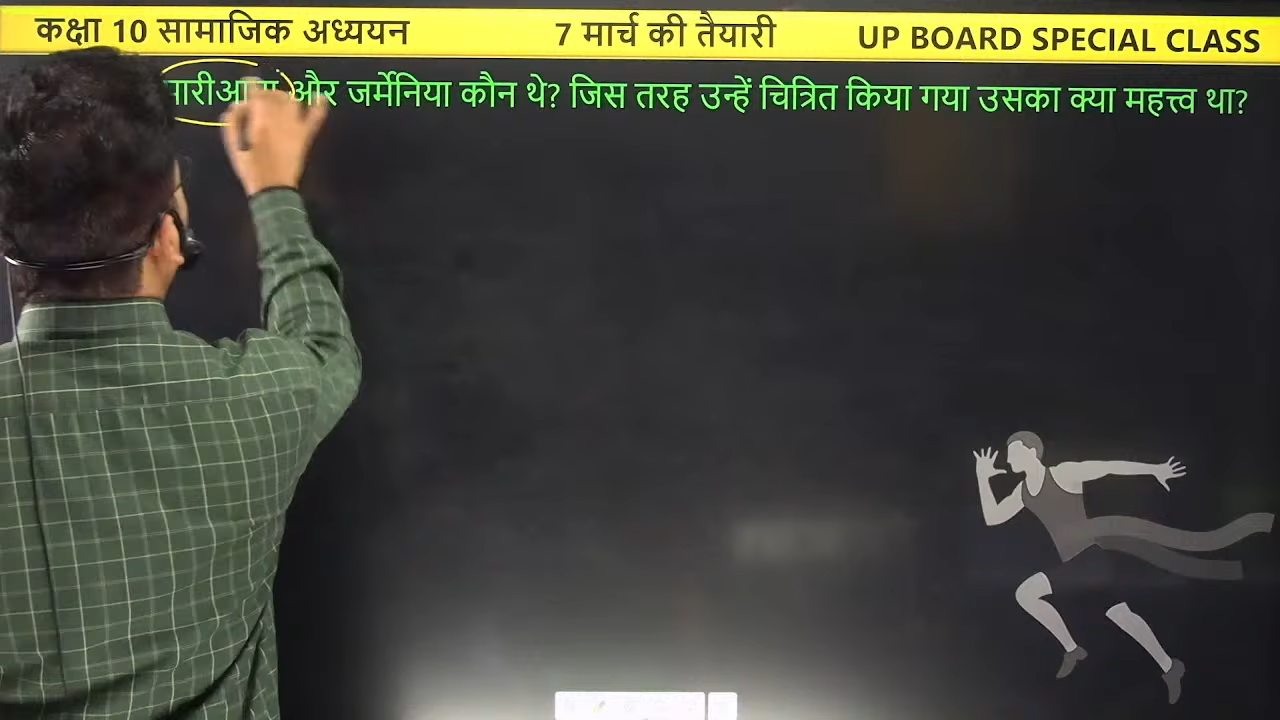 कक्षा 10 सामाजिक अध्ययन 7 मार्च की तैयारी UP BOARD SPECIAL CLASS
और जर्मेनिया कौन थे? जिस तरह उन्हें चित्रित किया गया उसका क्या महत्त्व था?